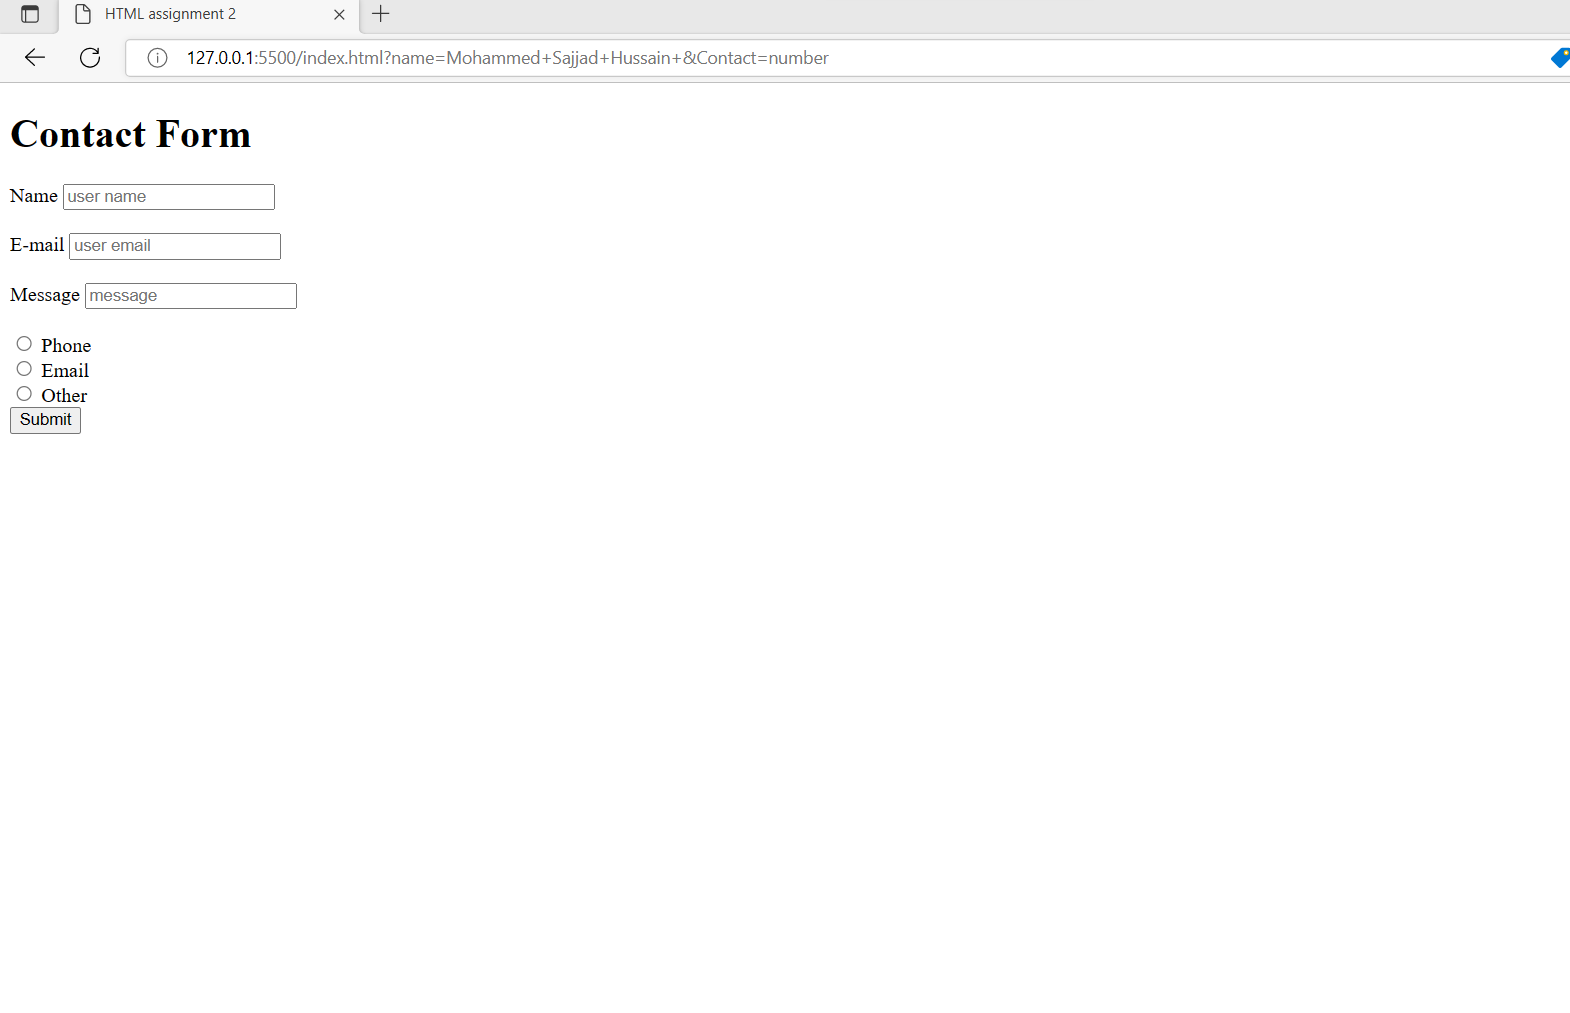 HTML assignment 2
127.0.0.1:5500/index.html?name=Mohammed+Sajjad+Hussain+&Contact=number
Contact Form
Name user name
E-mail user email
Message message
Phone
Email
Other
Submit